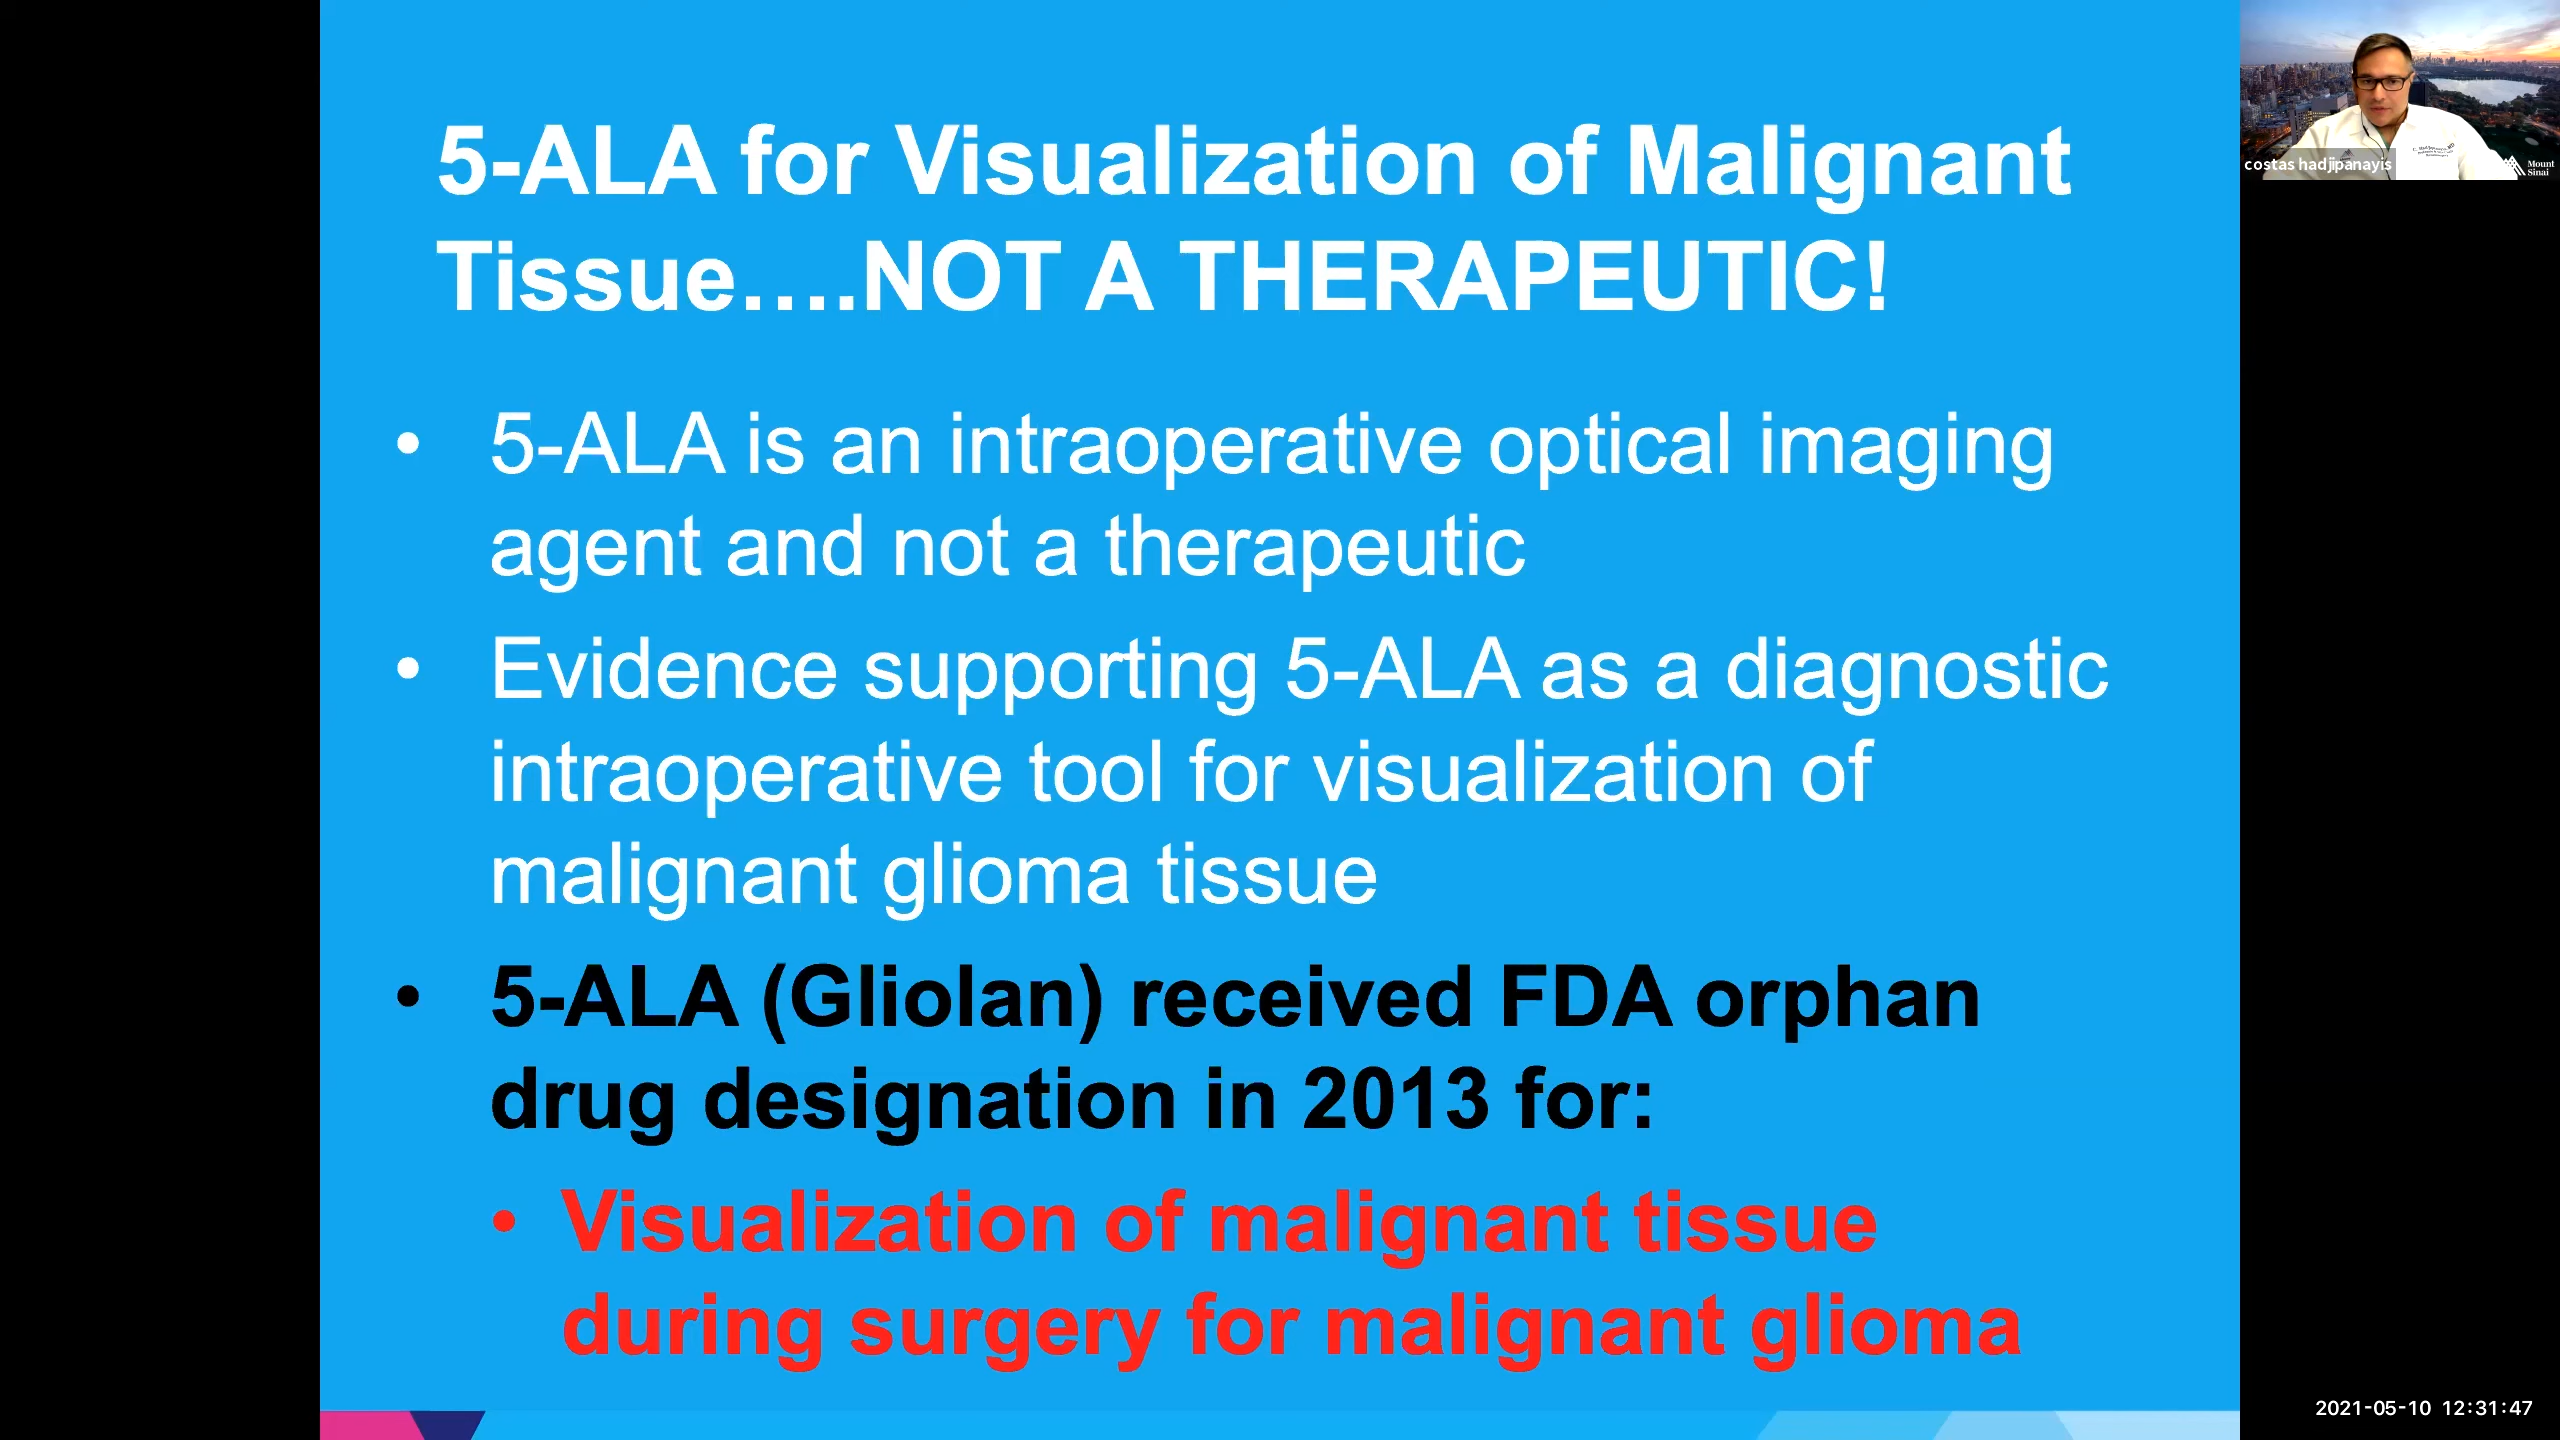 5-ALA for Visualization of Malignant
Tissue….NOT A THERAPEUTIC!
• 5-ALA is an intraoperative optical imaging
agent and not a therapeutic
• Evidence supporting 5-ALA as a diagnostic
intraoperative tool for visualization of
malignant glioma tissue
• 5-ALA (Gliolan) received FDA orphan
drug designation in 2013 for:
• Visualization of malignant tissue
during surgery for malignant glioma
costas hadjipanayis
Mount
Sinai
2021-05-10 12:31:47